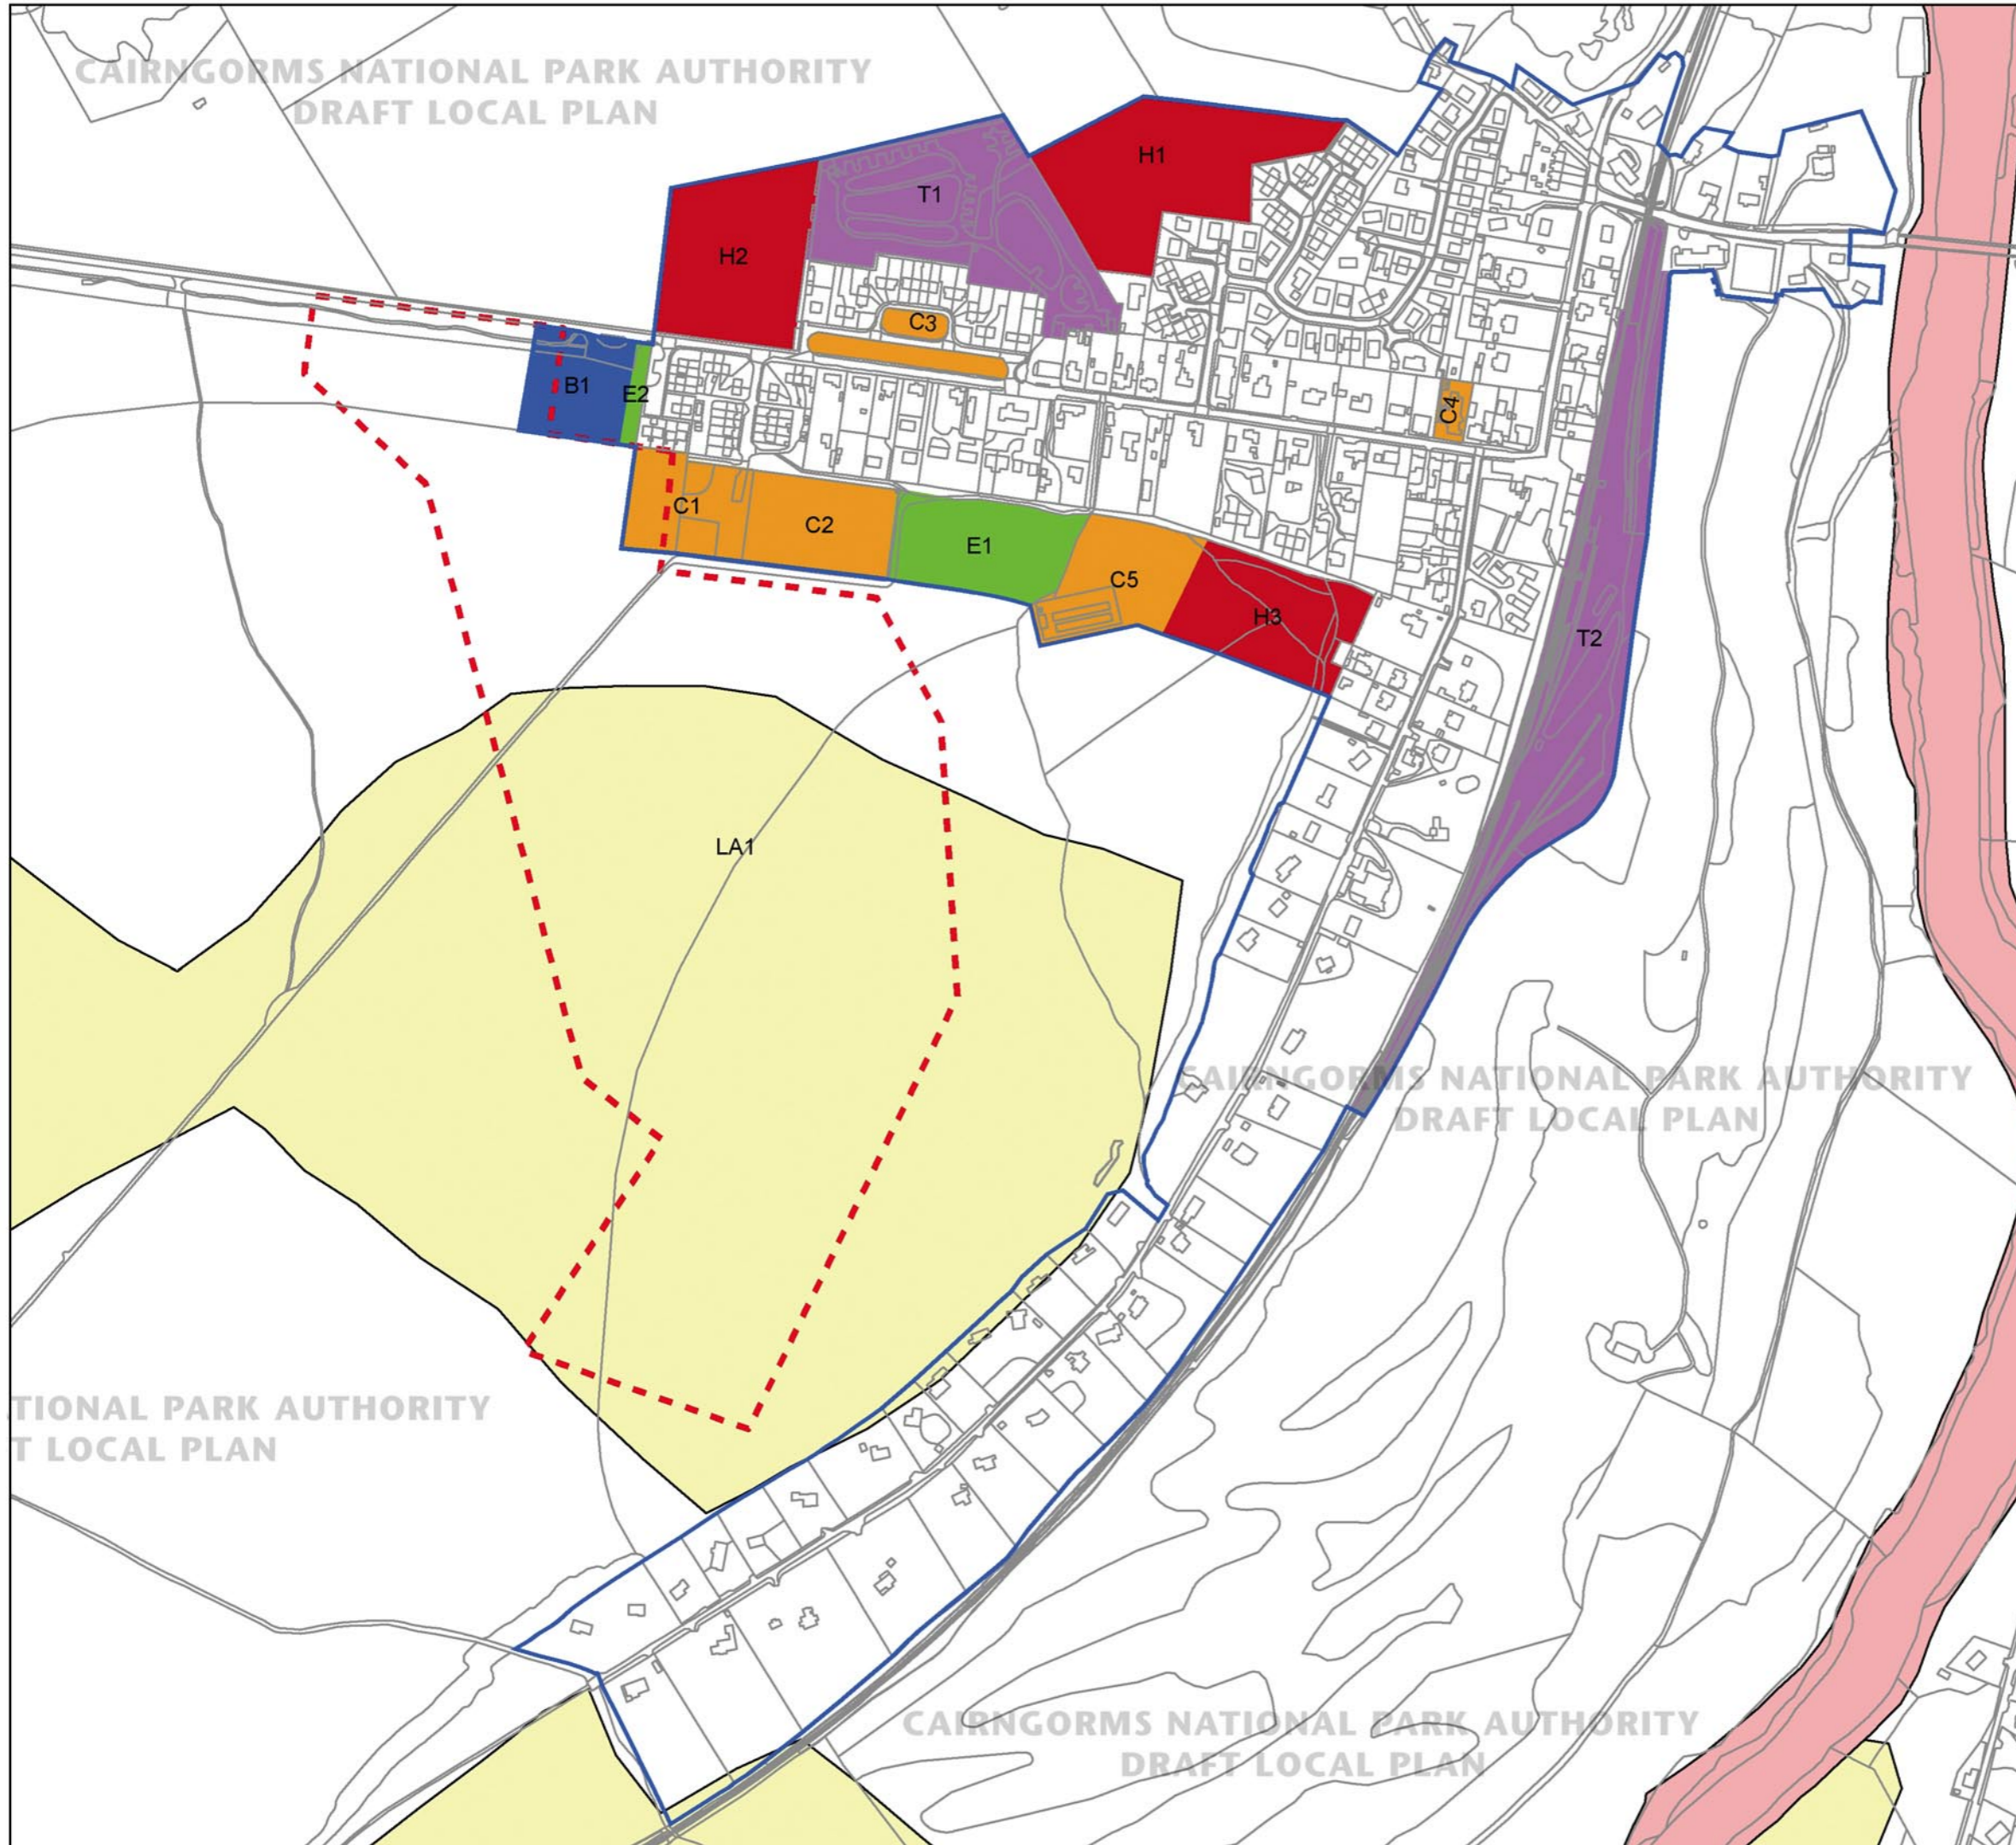 CAIRNGORMS NATIONAL PARK AUTHORITY
DRAFT LOCAL PLAN
H1
T1
H2
C3
B1
E2
C4
C1
C2
E1
C5
H3
T2
LA1
CAIRNGORMS NATIONAL PARK AUTHORITY
DRAFT LOCAL PLAN
TIONAL PARK AUTHORITY
T LOCAL PLAN
CAIRNGORMS NATIONAL PARK AUTHORITY
DRAFT LOCAL PLAN